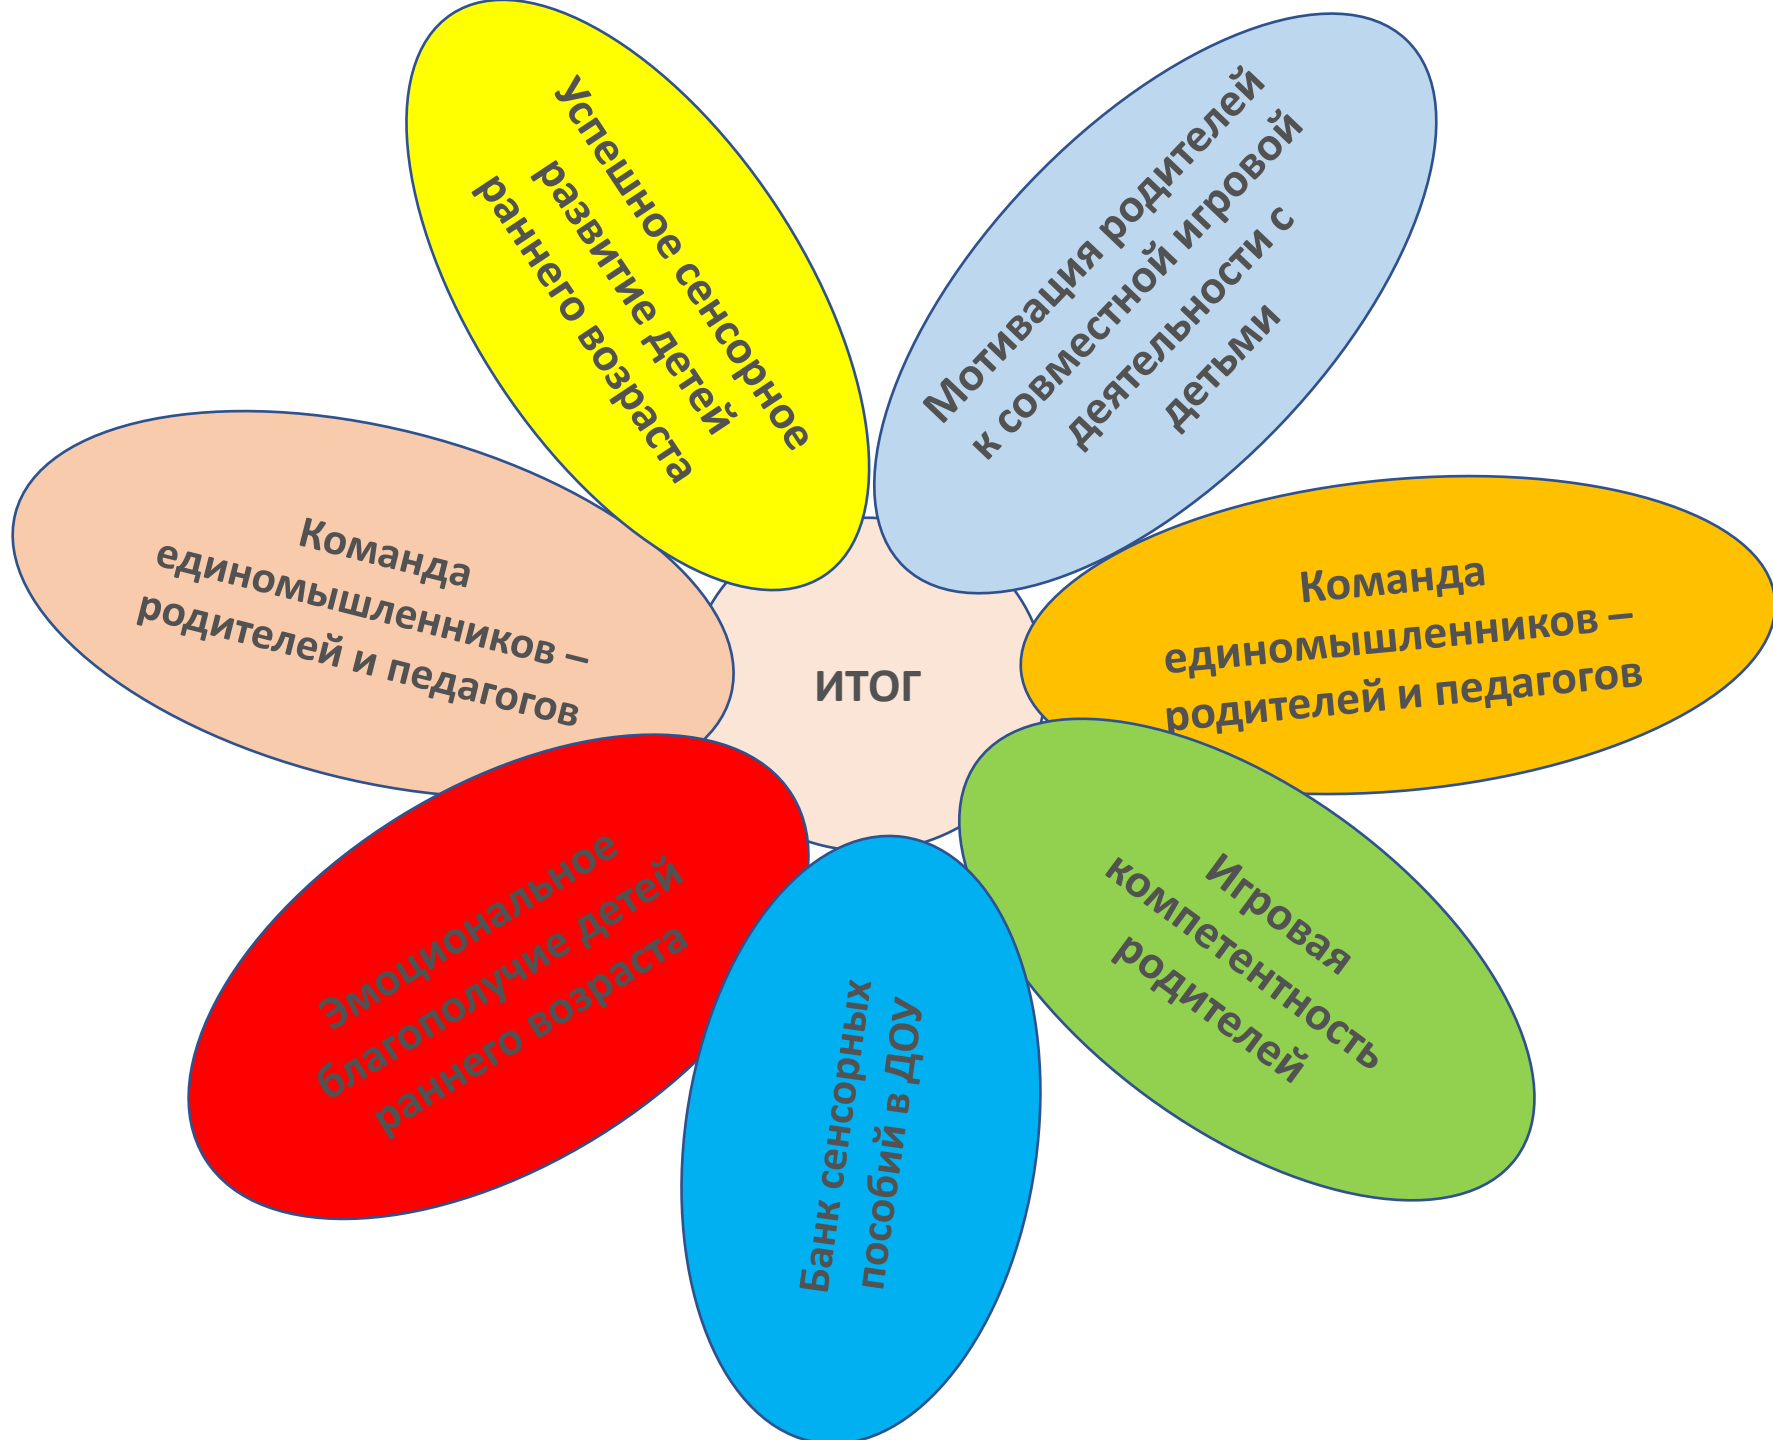 Успешное сенсорное
развитие детей
раннего возраста
Мотивация родителей
к совместной игровой
деятельности с
детьми
Команда
единомышленников –
родителей и педагогов
Команда
единомышленников –
родителей и педагогов
ИТОГ
Эмоциональное
благополучие детей
раннего возраста
Игровая
компетентность
родителей
Банк сенсорных
пособий в ДОУ